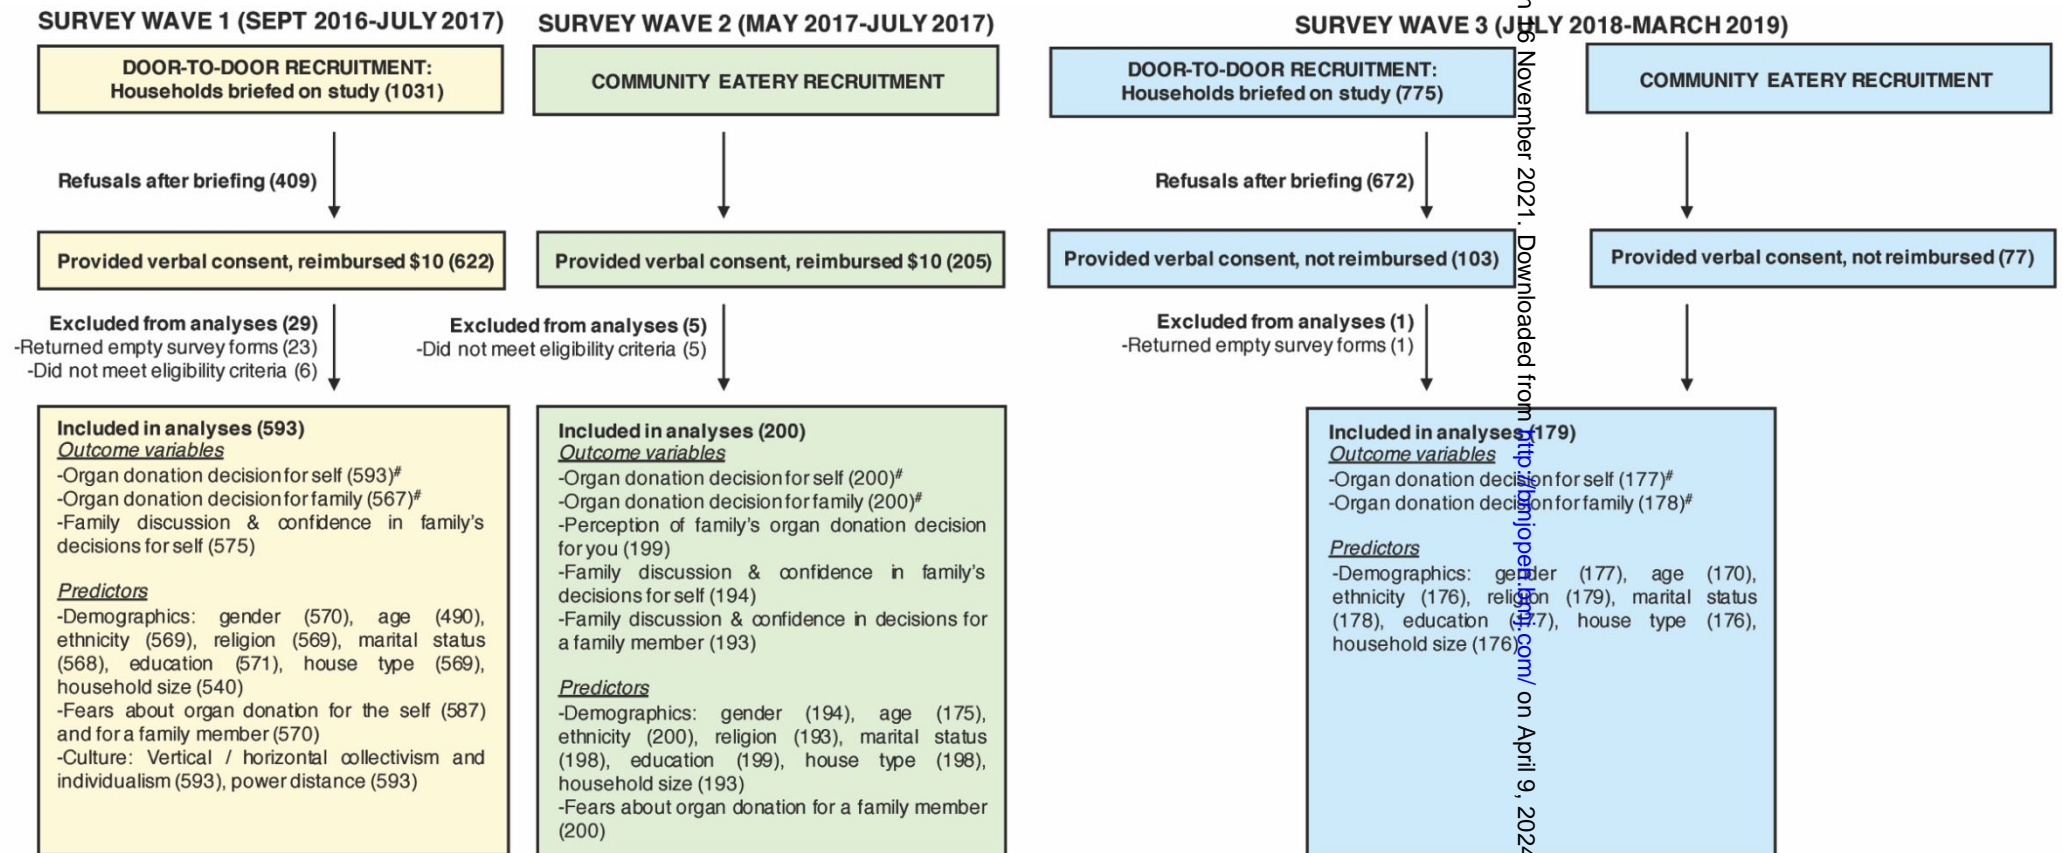 SURVEY WAVE 1 (SEPT 2016-JULY 2017)
DOOR-TO-DOOR RECRUITMENT:
Households briefed on study (1031)
Refusals after briefing (409)
Provided verbal consent, reimbursed $10 (622)
Excluded from analyses (29)
-Returned empty survey forms (23)
-Did not meet eligibility criteria (6)
Included in analyses (593)
Outcome variables
-Organ donation decision for self (593)#
-Organ donation decision for family (567)#
-Family discussion & confidence in family's
decisions for self (575)
Predictors
-Demographics: gender (570), age (490),
ethnicity (569), religion (569), marital status
(568), education (571), house type (569),
household size (540)
-Fears about organ donation for the self (587)
and for a family member (570)
-Culture: Vertical / horizontal collectivism and
individualism (593), power distance (593)
SURVEY WAVE 2 (MAY 2017-JULY 2017)
COMMUNITY EATERY RECRUITMENT
Provided verbal consent, reimbursed $10 (205)
Excluded from analyses (5)
-Did not meet eligibility criteria (5)
Included in analyses (200)
Outcome variables
-Organ donation decision for self (200)#
-Organ donation decision for family (200)#
-Perception of family's organ donation decision
for you (199)
-Family discussion & confidence in family's
decisions for self (194)
-Family discussion & confidence in decisions for
a family member (193)
Predictors
-Demographics: gender (194), age (175),
ethnicity (200), religion (193), marital status
(198), education (199), house type (198),
household size (193)
-Fears about organ donation for a family member
(200)
SURVEY WAVE 3 (JULY 2018-MARCH 2019)
DOOR-TO-DOOR RECRUITMENT:
Households briefed on study (775)
Refusals after briefing (672)
Provided verbal consent, not reimbursed (103)
Excluded from analyses (1)
-Returned empty survey forms (1)
COMMUNITY EATERY RECRUITMENT
Provided verbal consent, not reimbursed (77)
Included in analyses (179)
Outcome variables
-Organ donation decision for self (177)#
-Organ donation decision for family (178)#
Predictors
-Demographics: gender (177), age (170),
ethnicity (176), religion (179), marital status
(178), education (177), house type (176),
household size (176)
16 November 2021. Downloaded from http://bmjopen.bmj.com/ on April 9, 2024